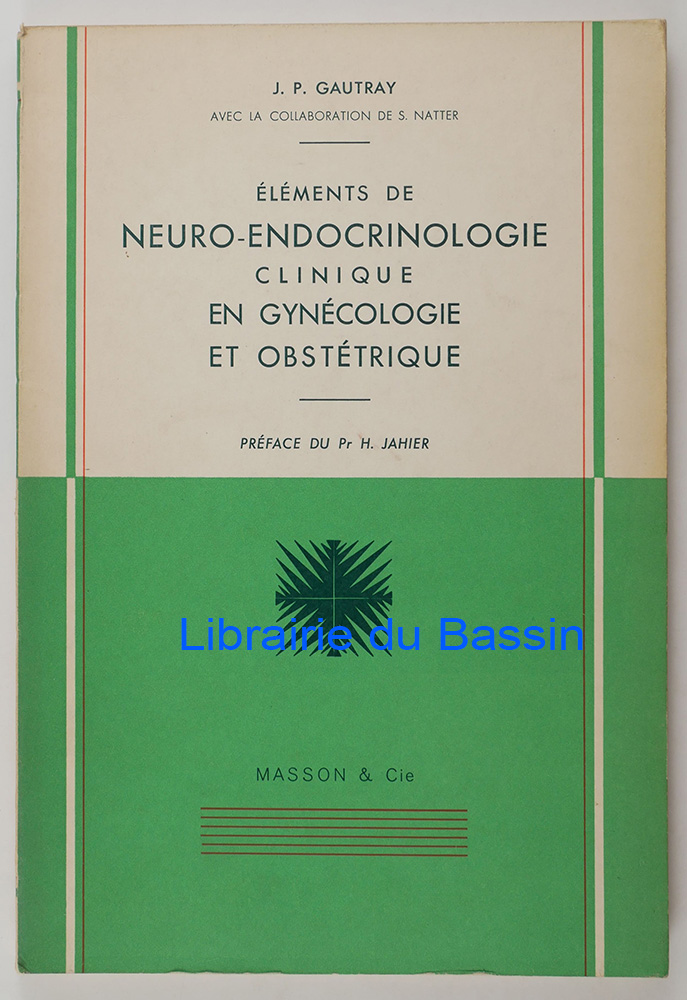 J. P. GAUTRAY
AVEC LA COLLABORATION DE S. NATTER
ÉLÉMENTS DE
NEURO-ENDOCRINOLOGIE
CLINIQUE
EN GYNÉCOLOGIE
ET OBSTÉTRIQUE
PRÉFACE DU Pr H. JAHIER
Librairie du Bassin
MASSON & Cie